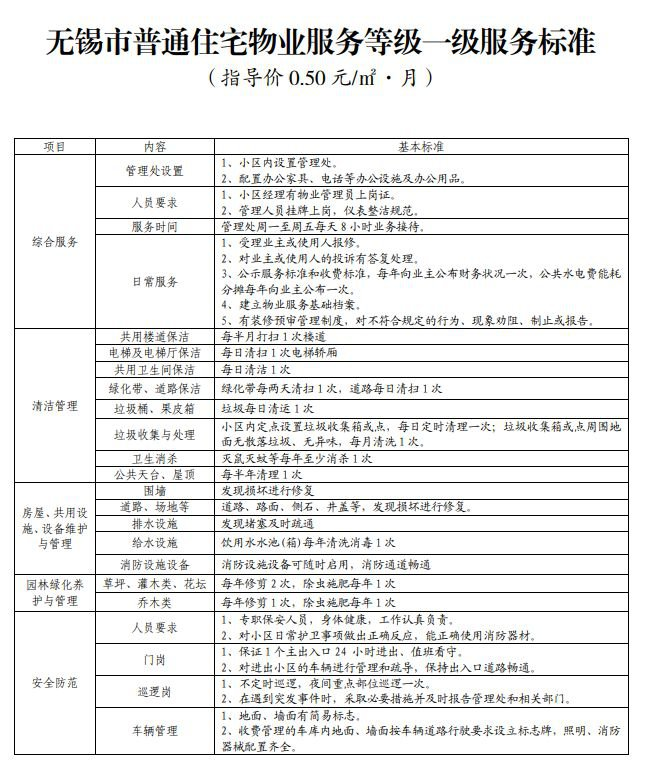 无锡市普通住宅物业服务等级一级服务标准
（指导价 0.50 元/㎡·月）
项目 内容 基本标准
综合服务
管理处设置
1、小区内设置管理处。
2、配置办公家具、电话等办公设施及办公用品。
人员要求
1、小区经理有物业管理员上岗证。
2、管理人员挂牌上岗，仪表整洁规范。
服务时间 管理处周一至周五每天 8 小时业务接待。
日常服务
1、受理业主或使用人报修。
2、对业主或使用人的投诉有答复处理。
3、公示服务标准和收费标准，每年向业主公布财务状况一次，公共水电费能耗
分摊每年向业主公布一次。
4、建立物业服务基础档案。
5、有装修预审管理制度，对不符合规定的行为、现象劝阻、制止或报告。
清洁管理
共用楼道保洁 每半月打扫 1 次楼道
电梯及电梯厅保洁 每日清扫 1 次电梯轿厢
共用卫生间保洁 每日清洁 1 次
绿化带、道路保洁 绿化带每两天清扫 1 次，道路每日清扫 1 次
垃圾桶、果皮箱 垃圾每日清运 1 次
垃圾收集与处理
小区内定点设置垃圾收集箱或点，每日定时清理一次；垃圾收集箱或点周围地
面无散落垃圾、无异味，每月清洗 1 次。
卫生消杀 灭鼠灭蚊等每年至少消杀 1 次
公共天台、屋顶 每半年清理 1 次
房屋、共用设
施、设备维护
与管理
围墙 发现损坏进行修复
道路、场地等 道路、路面、侧石、井盖等，发现损坏进行修复。
排水设施 发现堵塞及时疏通
给水设施 饮用水水池(箱)每年清洗消毒 1 次
消防设施设备 消防设施设备可随时启用，消防通道畅通
园林绿化养
护与管理
草坪、灌木类、花坛 每年修剪 2 次，除虫施肥每年 1 次
乔木类 每年修剪 1 次，除虫施肥每年 1 次
安全防范
人员要求
1、专职保安人员，身体健康，工作认真负责。
2、对小区日常护卫事项做出正确反应，能正确使用消防器材。
门岗
1、保证 1 个主出入口 24 小时进出、值班看守。
2、对进出小区的车辆进行管理和疏导，保持出入口道路畅通。
巡逻岗
1、不定时巡逻，夜间重点部位巡逻一次。
2、在遇到突发事件时，采取必要措施并及时报告管理处和相关部门。
车辆管理
1、地面、墙面有简易标志。
2、收费管理的车库内地面、墙面按车辆道路行驶要求设立标志牌，照明、消防
器械配置齐全。